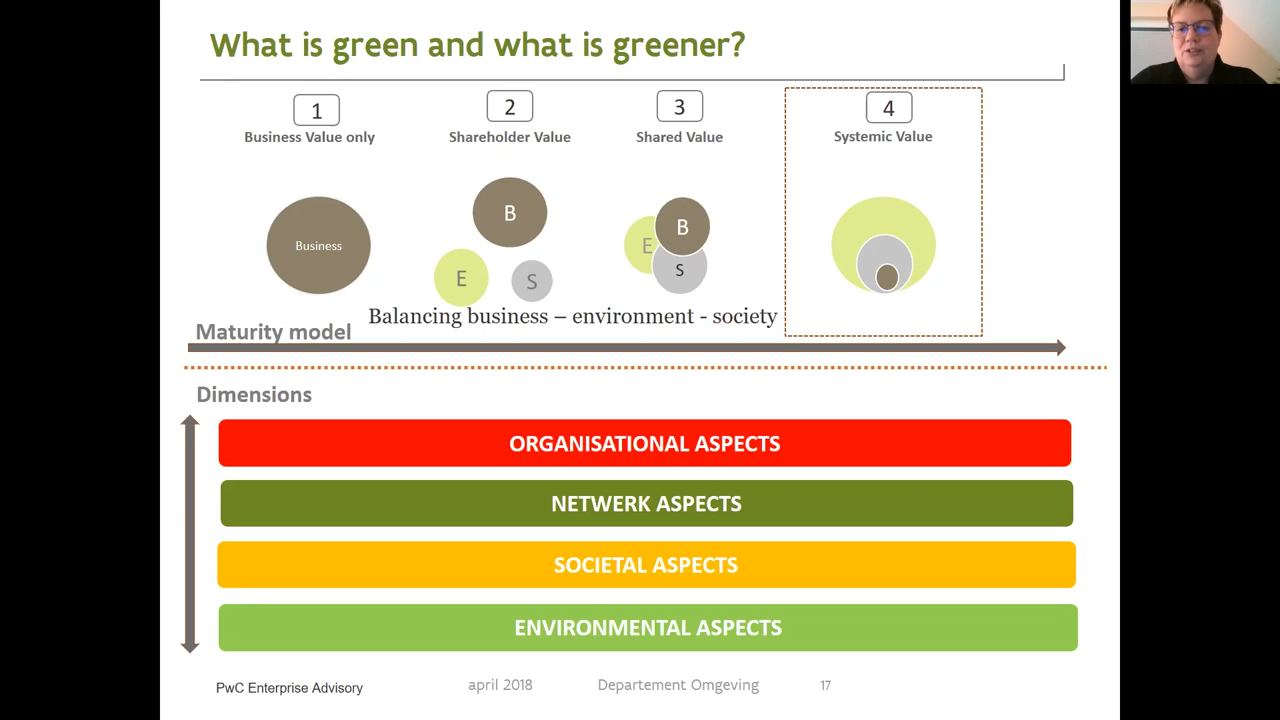 What is green and what is greener?
1
Business Value only
2
Shareholder Value
3
Shared Value
4
Systemic Value
Business
B
E
S
B
E
S
Balancing business – environment - society
Maturity model
Dimensions
ORGANISATIONAL ASPECTS
NETWERK ASPECTS
SOCIETAL ASPECTS
ENVIRONMENTAL ASPECTS
PwC Enterprise Advisory april 2018 Departement Omgeving 17